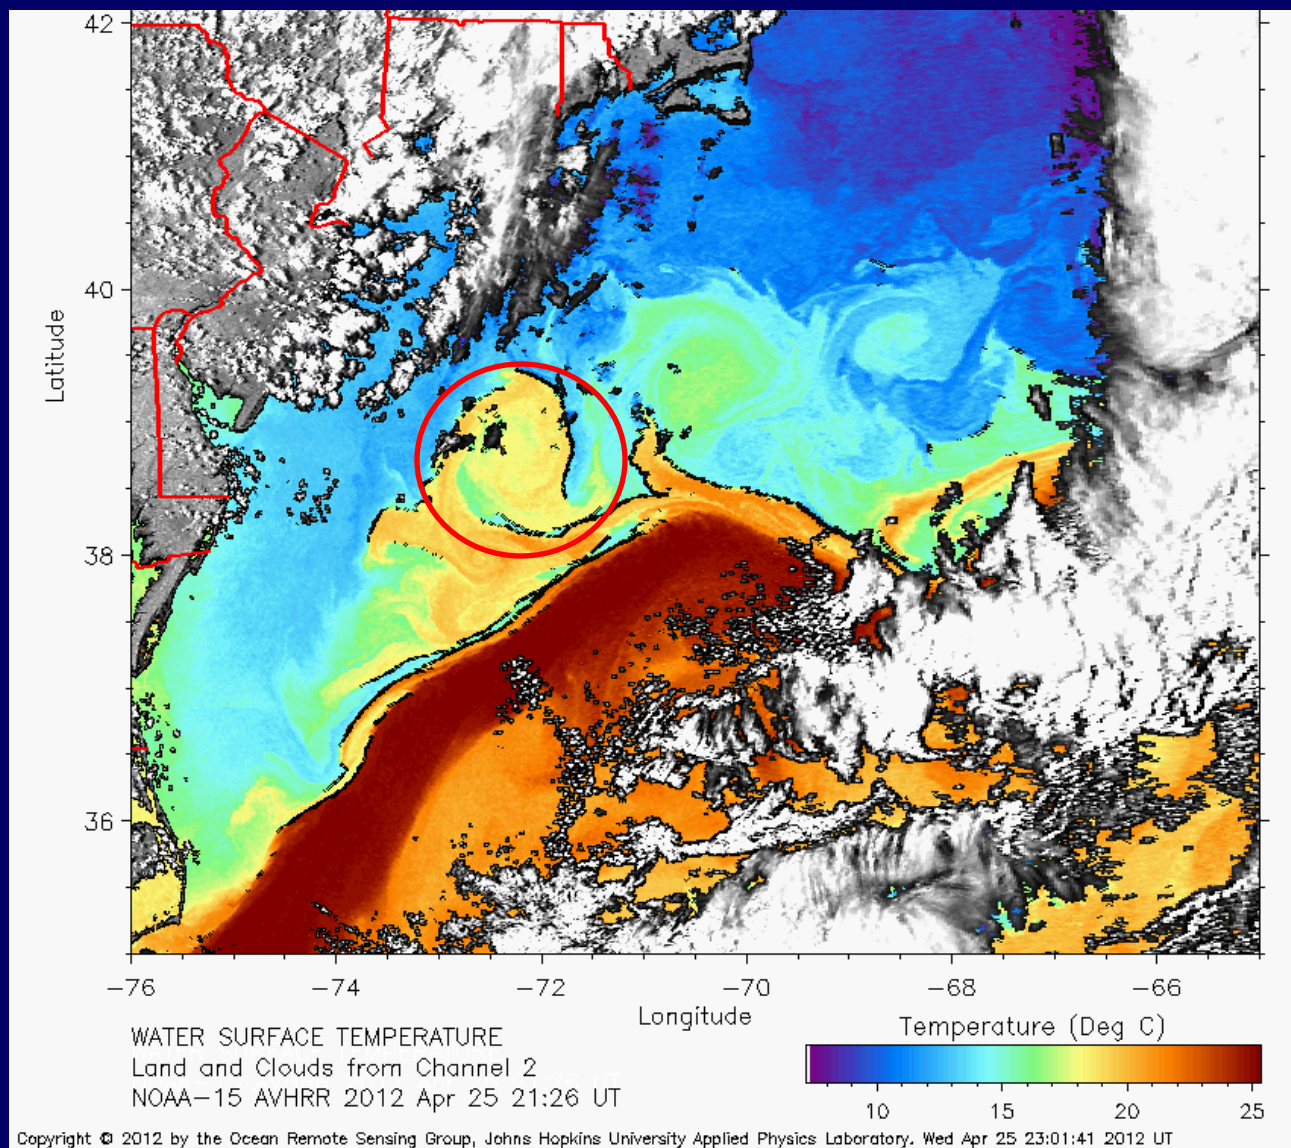 42
40
38
36
Latitude
−76 −74 −72 −70 −68 −66
Longitude
WATER SURFACE TEMPERATURE
Land and Clouds from Channel 2
NOAA−15 AVHRR 2012 Apr 25 21:26 UT
Temperature (Deg C)
10 15 20 25
Copyright © 2012 by the Ocean Remote Sensing Group, Johns Hopkins University Applied Physics Laboratory. Wed Apr 25 23:01:41 2012 UT